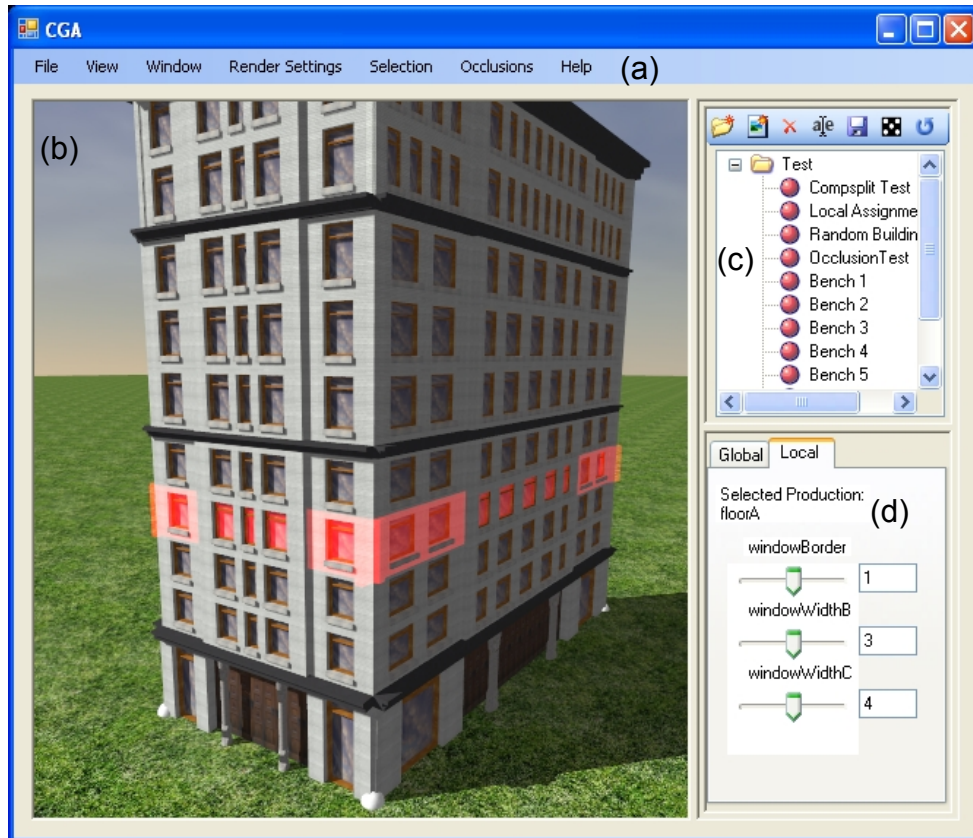 CGA
File View Window Render Settings Selection Occlusions Help (a)
(b)
aIe
Test
Compsplit Test
Local Assignme
Random Buildin
OcclusionTest
(c)
Bench 1
Bench 2
Bench 3
Bench 4
Bench 5
Global Local
Selected Production:
floorA
(d)
windowBorder
1
windowWidthB
3
windowWidthC
4